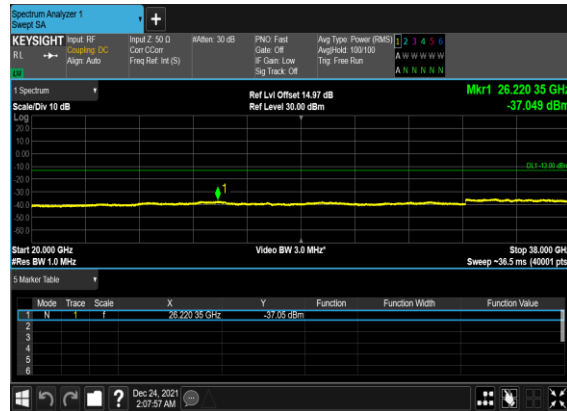 Spectrum Analyzer 1
Swept SA
+
KEYSIGHT Input: RF Input Z: 50 Ω #Atten: 30 dB PNO: Fast Avg Type: Power (RMS) 1 2 3 4 5 6
RL Coupling: DC Corr CCorr Gate: Off Avg|Hold: 100/100 A W W W W W
Align: Auto Freq Ref: Int (S) IF Gain: Low Trig: Free Run
Sig Track: Off A N N N N N
1 Spectrum Ref Lvl Offset 14.97 dB Mkr1 26.220 35 GHz
Scale/Div 10 dB Ref Level 30.00 dBm -37.049 dBm
Log
20.0
10.0
0.00
-10.0 DL1 -13.00 dBm
-20.0
-30.0 1
-40.0
-50.0
-60.0
Start 20.000 GHz Video BW 3.0 MHz* Stop 38.000 GHz
#Res BW 1.0 MHz Sweep ~36.5 ms (40001 pts)
5 Marker Table
Mode Trace Scale X Y Function Function Width Function Value
1 N 1 f 26.220 35 GHz -37.05 dBm
2
3
4
5
6
? Dec 24, 2021
2:07:57 AM